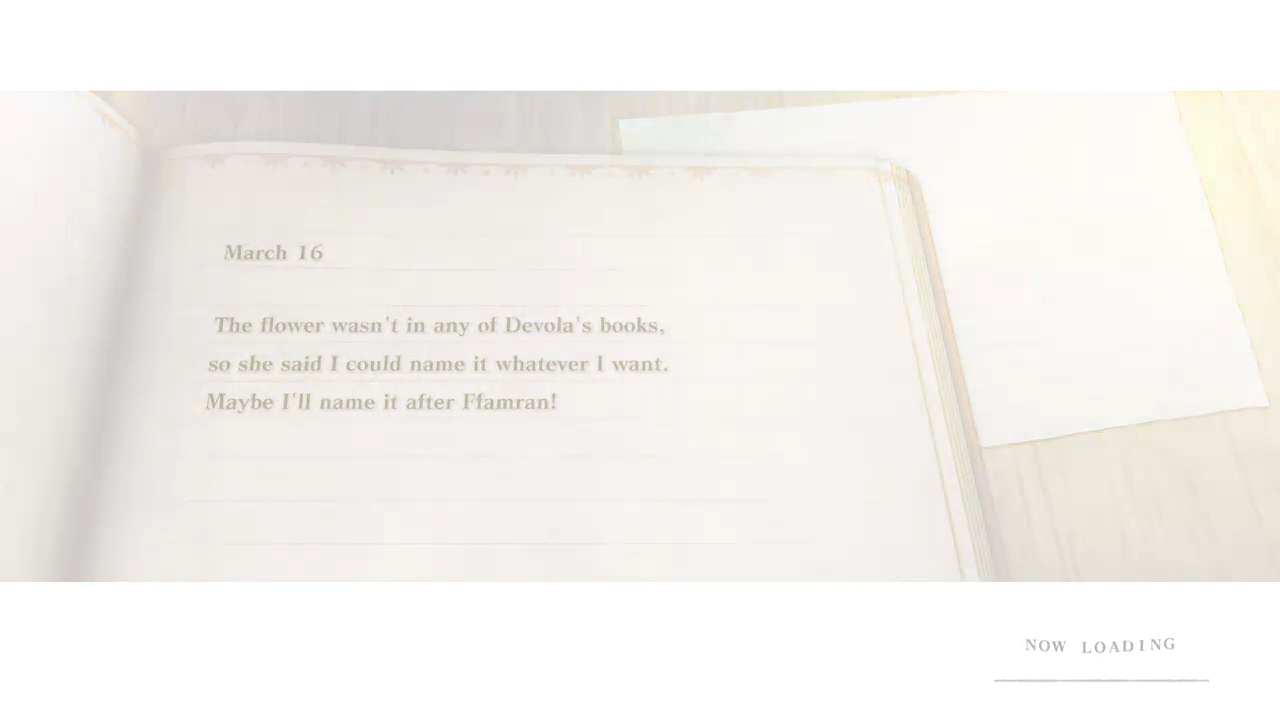 March 16
The flower wasn't in any of Devola's books,
so she said I could name it whatever I want.
Maybe I'll name it after Ffamran!
NOW LOADING